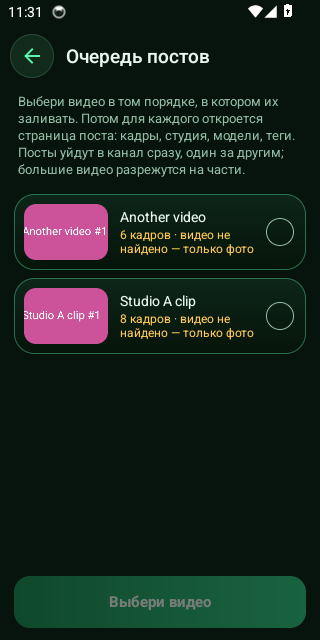 11:31
Очередь постов
Выбери видео в том порядке, в котором их
заливать. Потом для каждого откроется
страница поста: кадры, студия, модели, теги.
Посты уйдут в канал сразу, один за другим;
большие видео разрежутся на части.
Another video #1
Another video
6 кадров · видео не
найдено — только фото
Studio A clip #1
Studio A clip
8 кадров · видео не
найдено — только фото
Выбери видео